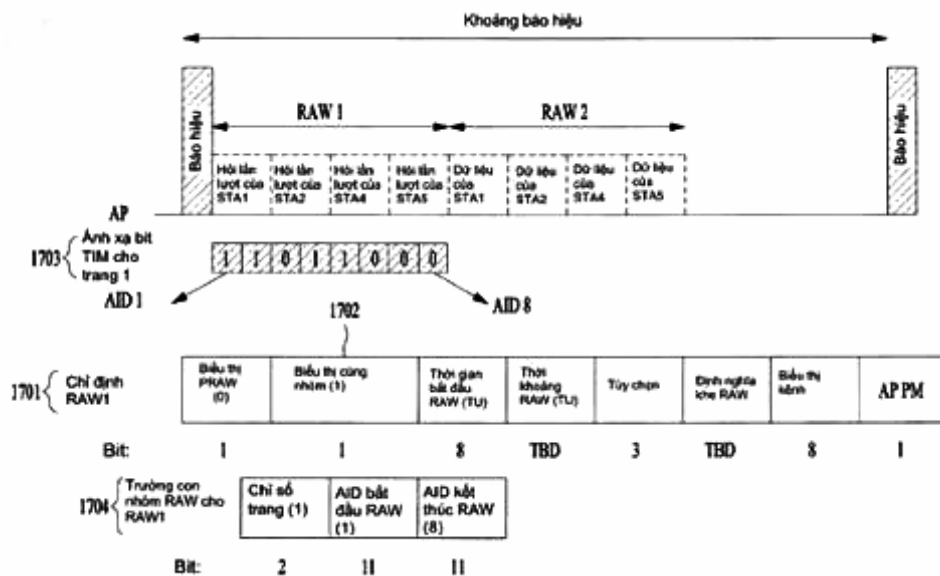 Khoảng báo hiệu
Báo hiệu
RAW 1
RAW 2
Báo hiệu
Hỏi lần lượt của STA1
Hỏi lần lượt của STA2
Hỏi lần lượt của STA4
Hỏi lần lượt của STA5
Dữ liệu của STA1
Dữ liệu của STA2
Dữ liệu của STA4
Dữ liệu của STA5
AP
1703
Ánh xạ bit
TIM cho
trang 1
1 1 0 1 1 0 0 0
AID 1
AID 8
1702
1701
Chỉ định
RAW1
Biểu thị PRAW (0)
Biểu thị cùng nhóm (1)
Thời gian bắt đầu RAW (TU)
Thời khoảng RAW (TU)
Tùy chọn
Định nghĩa khe RAW
Biểu thị kênh
AP PM
Bit: 1 1 8 TBD 3 TBD 8 1
1704
Trường con
nhóm RAW cho
RAW1
Chỉ số trang (1)
AID bắt đầu RAW (1)
AID kết thúc RAW (8)
Bit: 2 11 11